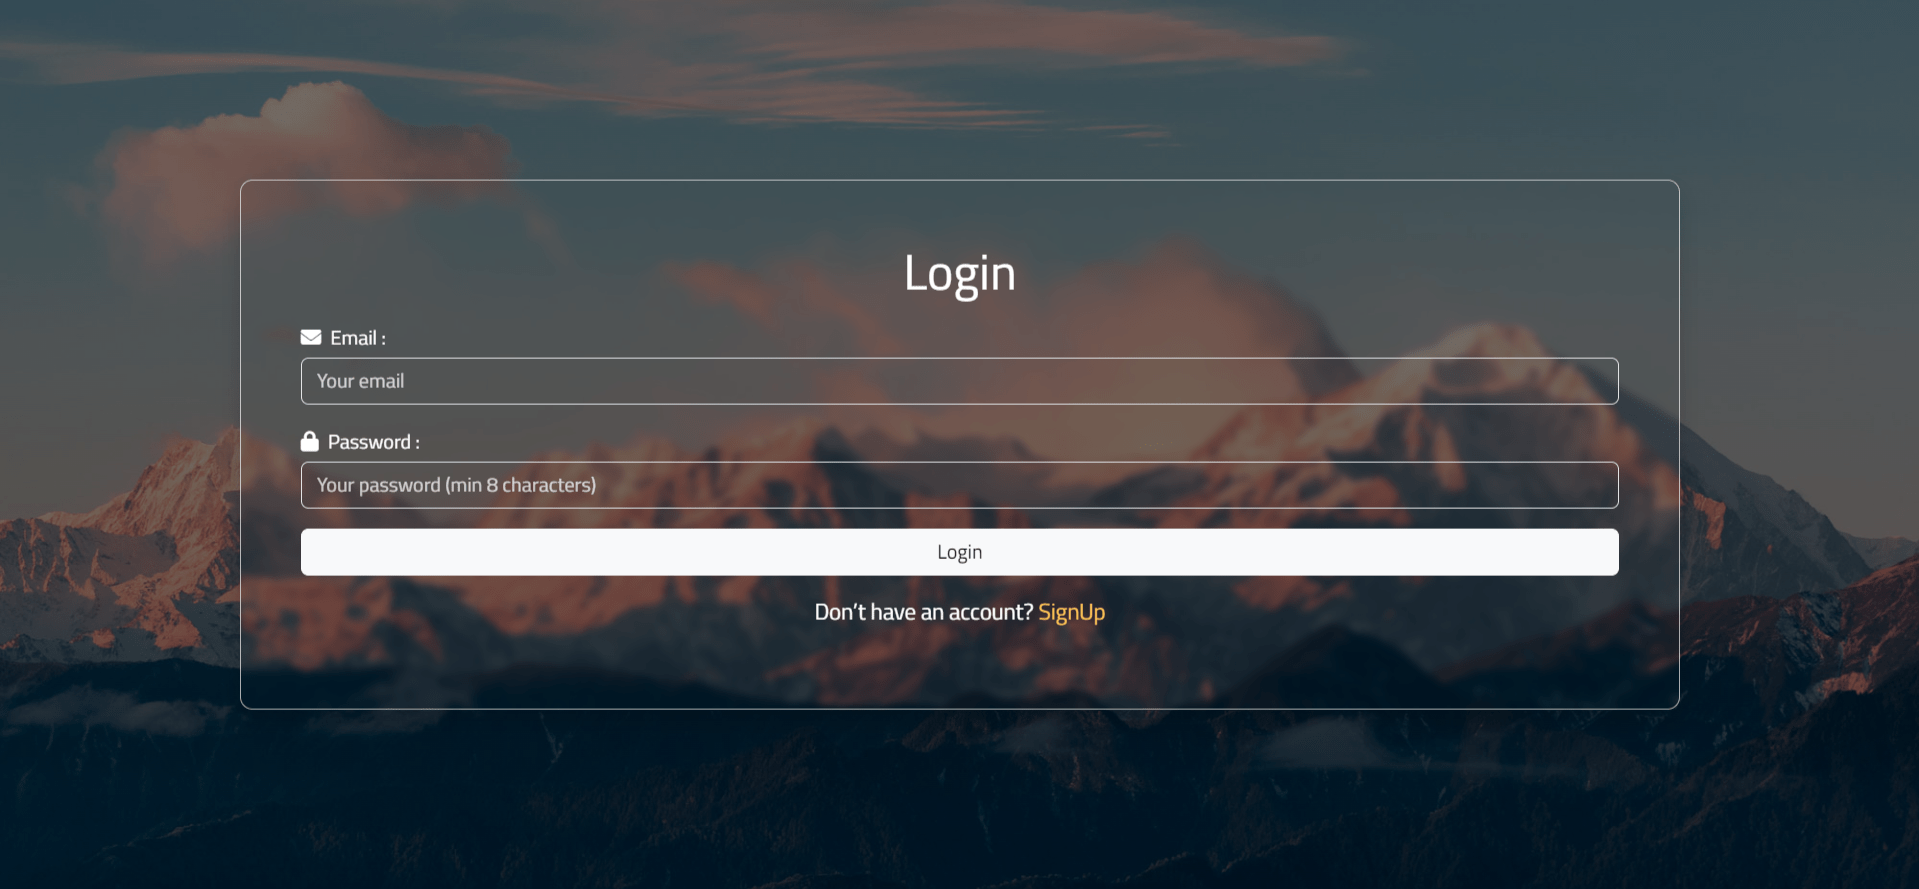 Login
Email :
Your email
Password :
Your password (min 8 characters)
Login
Don't have an account? SignUp